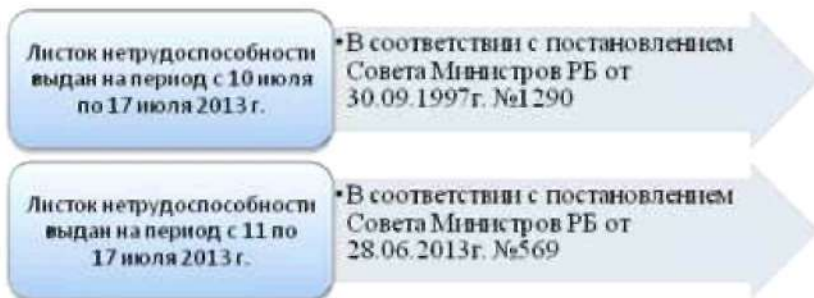 Листок нетрудоспособности
выдан на период с 10 июля
по 17 июля 2013 г.
•В соответствии с постановлением
Совета Министров РБ от
30.09.1997г. №1290
Листок нетрудоспособности
выдан на период с 11 по
17 июля 2013 г.
•В соответствии с постановлением
Совета Министров РБ от
28.06.2013г. №569